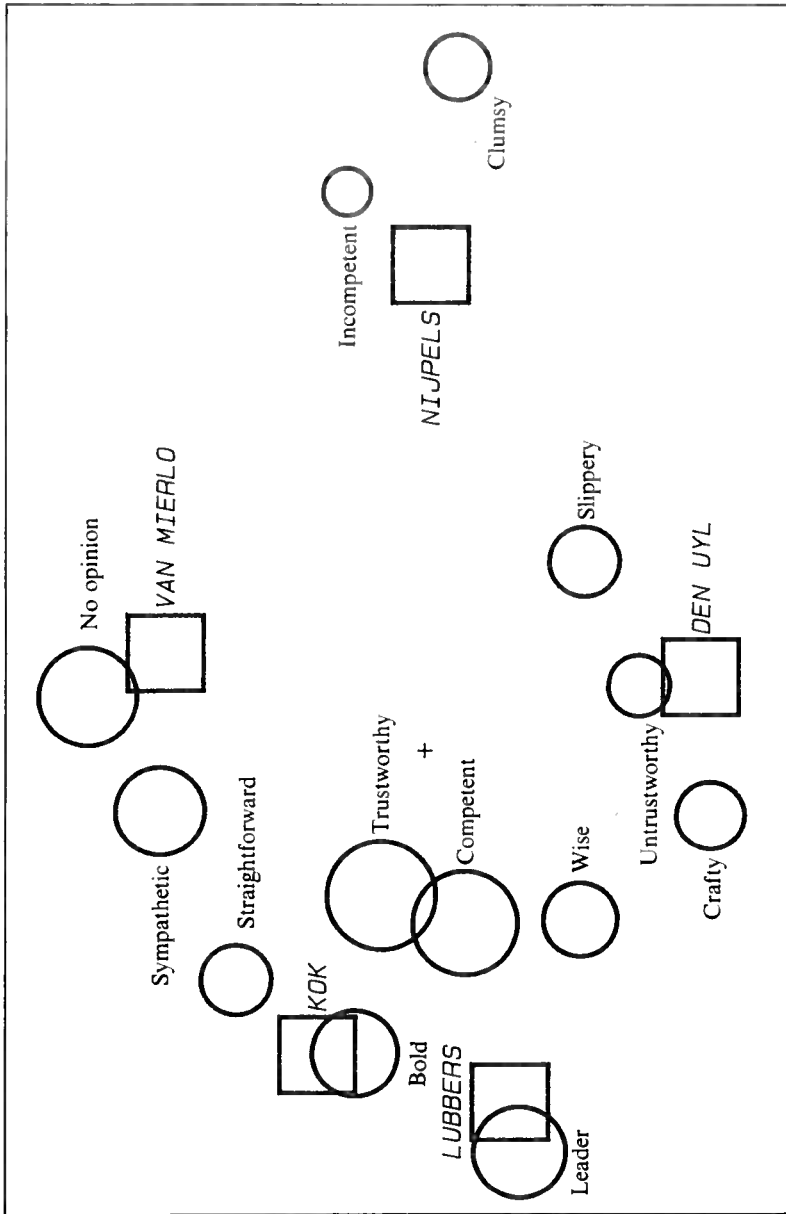 No opinion
VAN MIERLO
Sympathetic
Straightforward
KOK
Bold
LUBBERS
Leader
Trustworthy
+
Competent
Wise
Untrustworthy
Crafty
DEN UYL
Slippery
Incompetent
NIJPELS
Clumsy